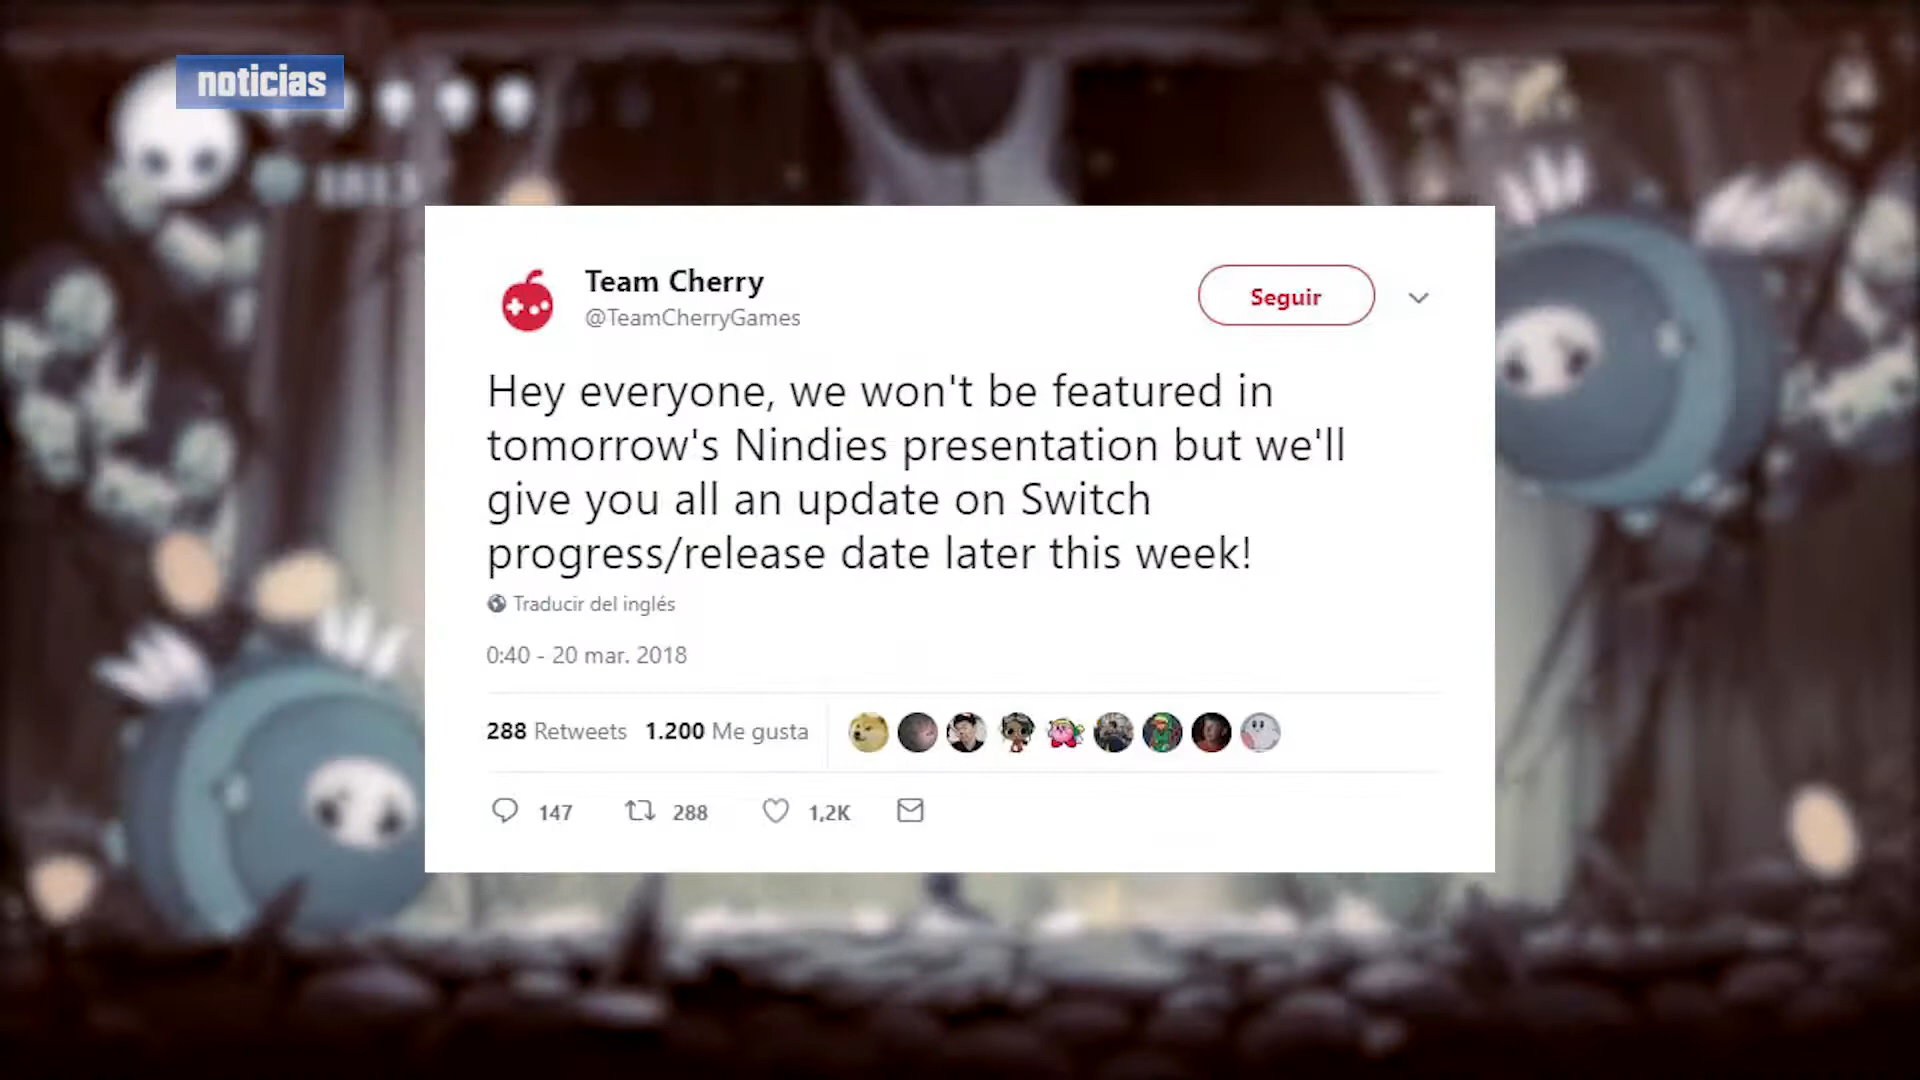 noticias
Team Cherry
@TeamCherryGames
Seguir
Hey everyone, we won't be featured in
tomorrow's Nindies presentation but we'll
give you all an update on Switch
progress/release date later this week!
Traducir del inglés
0:40 - 20 mar. 2018
288 Retweets 1.200 Me gusta
147 288 1,2K